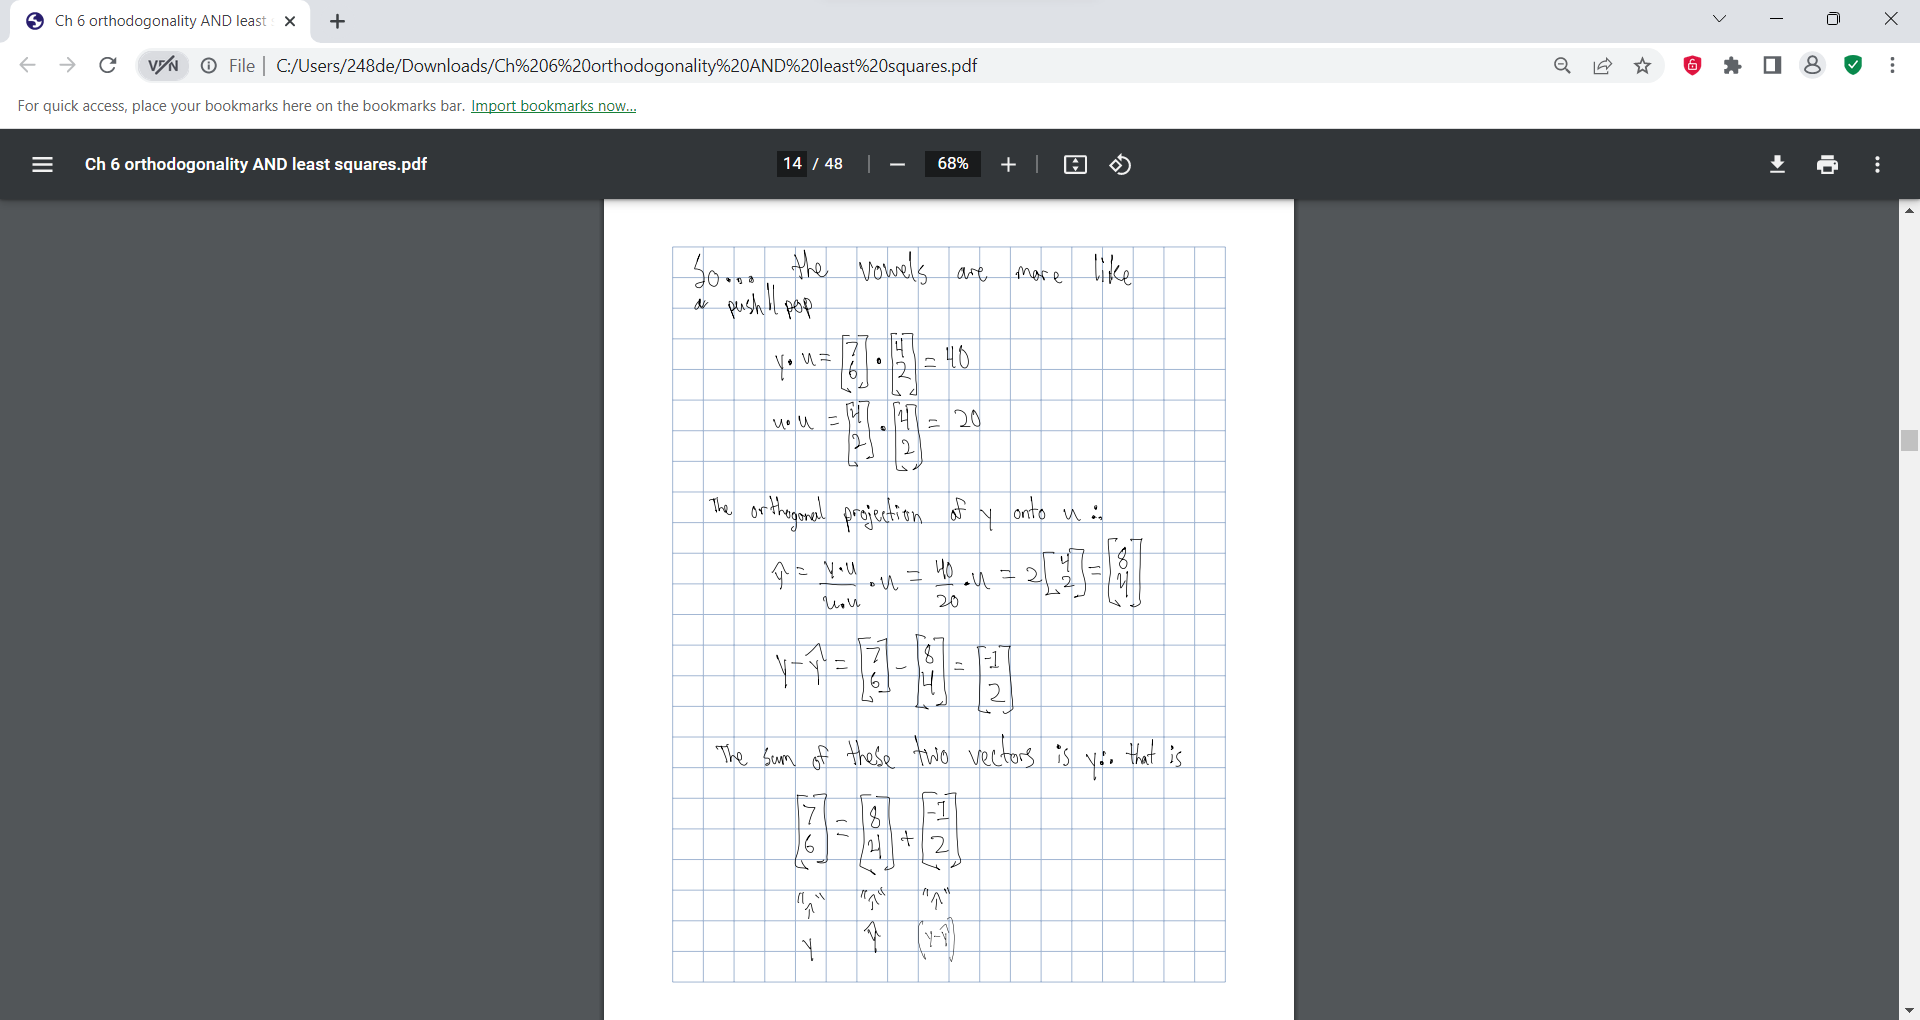 Ch 6 orthodogonality AND least
VPN File C:/Users/248de/Downloads/Ch%206%20orthodogonality%20AND%20least%20squares.pdf
For quick access, place your bookmarks here on the bookmarks bar. Import bookmarks now...
Ch 6 orthodogonality AND least squares.pdf 14 / 48 68%
So... the vowels are more like
a push|| pop
y•u = [7 6] • [4 2] = 40
u•u = [4 2] • [4 2] = 20
The orthogonal projection of y onto u ∴
ŷ = y•u / u•u •u = 40/20 •u = 2[4 2] = [8 4]
y-ŷ = [7 6] - [8 4] = [-1 2]
The sum of these two vectors is y∴ that is
[7 6] = [8 4] + [-1 2]
"↑" "↑" "↑"
y ŷ (y-ŷ)